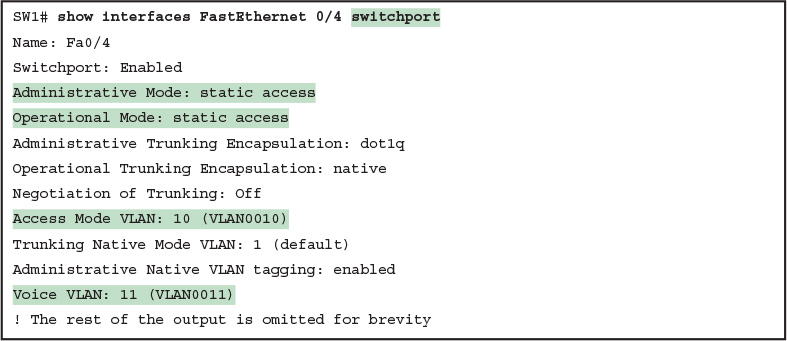 SW1# show interfaces FastEthernet 0/4 switchport
Name: Fa0/4
Switchport: Enabled
Administrative Mode: static access
Operational Mode: static access
Administrative Trunking Encapsulation: dot1q
Operational Trunking Encapsulation: native
Negotiation of Trunking: Off
Access Mode VLAN: 10 (VLAN0010)
Trunking Native Mode VLAN: 1 (default)
Administrative Native VLAN tagging: enabled
Voice VLAN: 11 (VLAN0011)
! The rest of the output is omitted for brevity